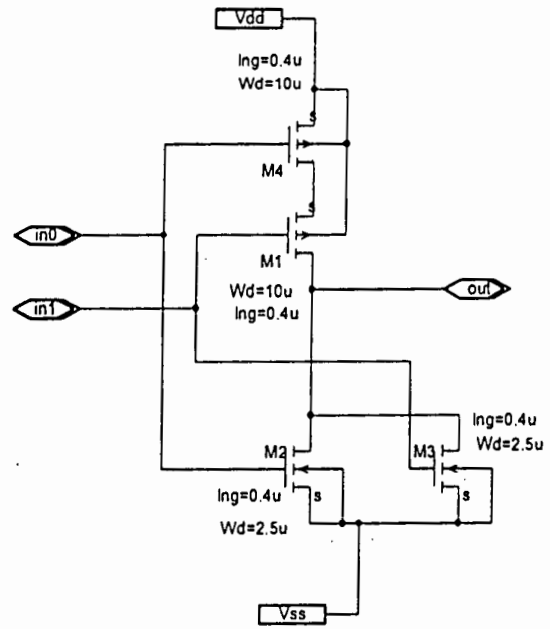 Vdd
lng=0.4u
Wd=10u
s
M4
s
in0
M1
Wd=10u
out
in1
lng=0.4u
lng=0.4u
M2
M3
Wd=2.5u
lng=0.4u
s
s
Wd=2.5u
Vss